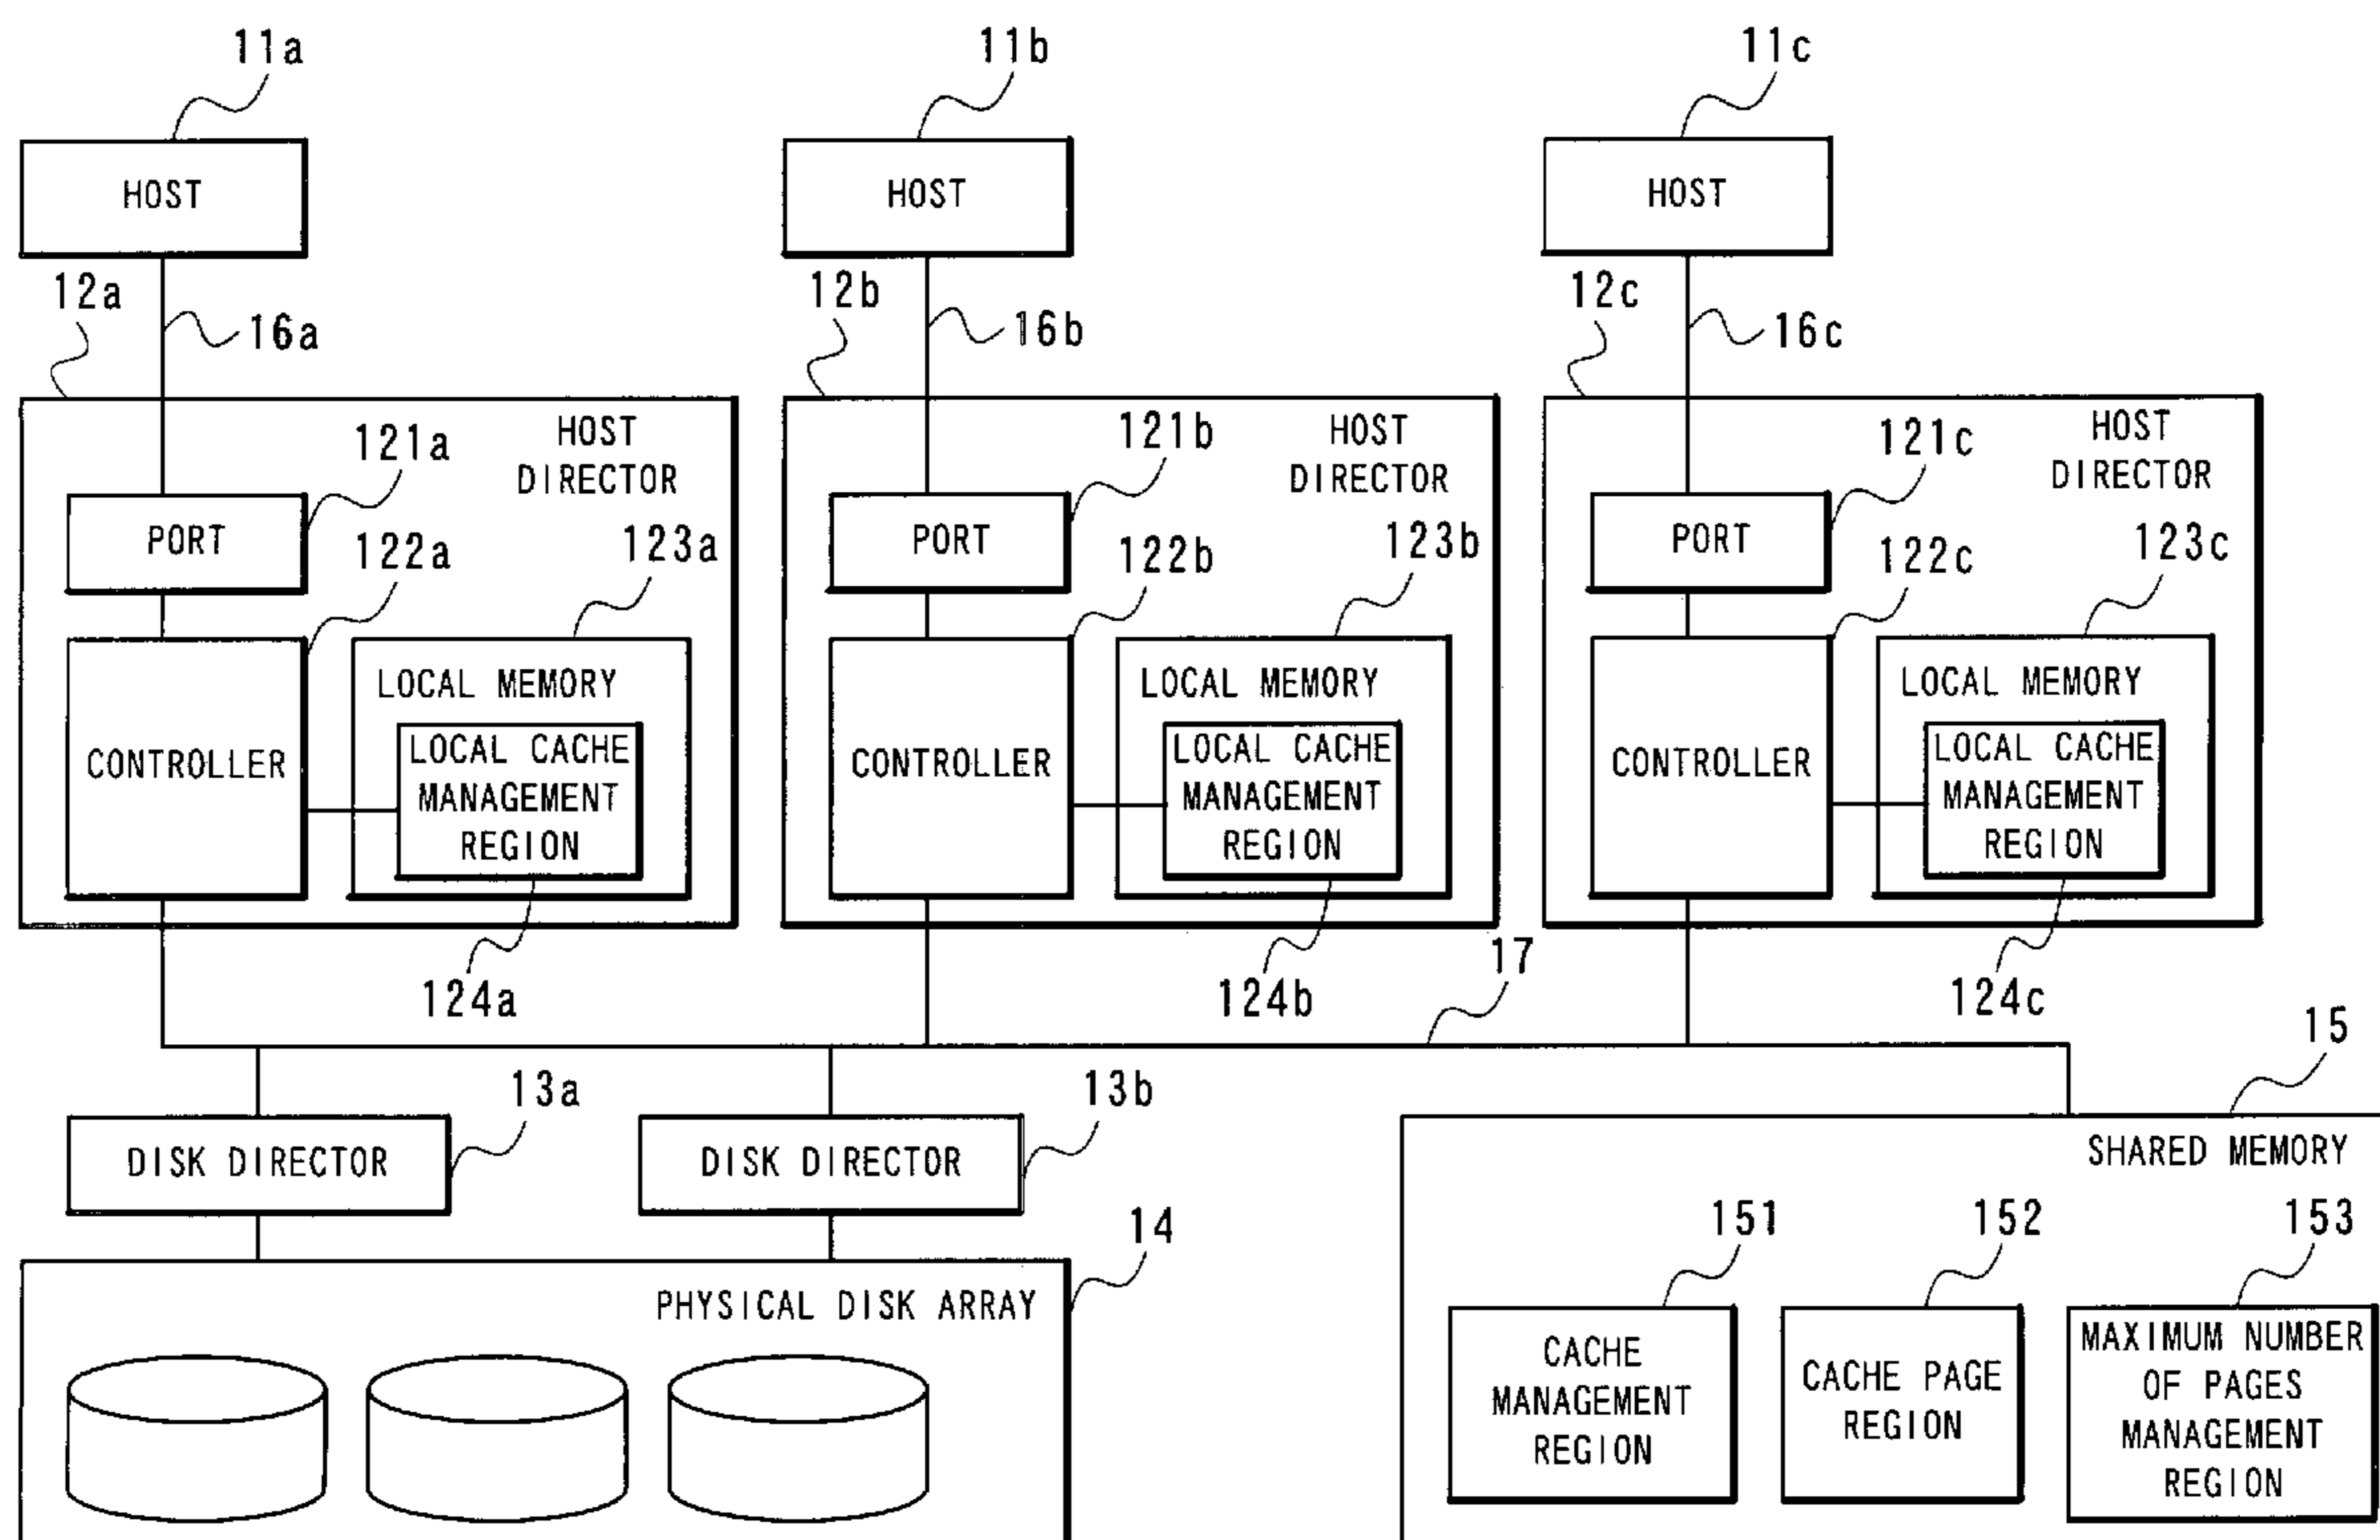 11a
11b
11c
HOST
HOST
HOST
12a
16a
12b
16b
12c
16c
HOST
DIRECTOR
121a
PORT
122a
123a
CONTROLLER
LOCAL MEMORY
LOCAL CACHE
MANAGEMENT
REGION
124a
HOST
DIRECTOR
121b
PORT
122b
123b
CONTROLLER
LOCAL MEMORY
LOCAL CACHE
MANAGEMENT
REGION
124b
HOST
DIRECTOR
121c
PORT
122c
123c
CONTROLLER
LOCAL MEMORY
LOCAL CACHE
MANAGEMENT
REGION
124c
17
13a
DISK DIRECTOR
13b
DISK DIRECTOR
14
PHYSICAL DISK ARRAY
15
SHARED MEMORY
151
CACHE
MANAGEMENT
REGION
152
CACHE PAGE
REGION
153
MAXIMUM NUMBER
OF PAGES
MANAGEMENT
REGION